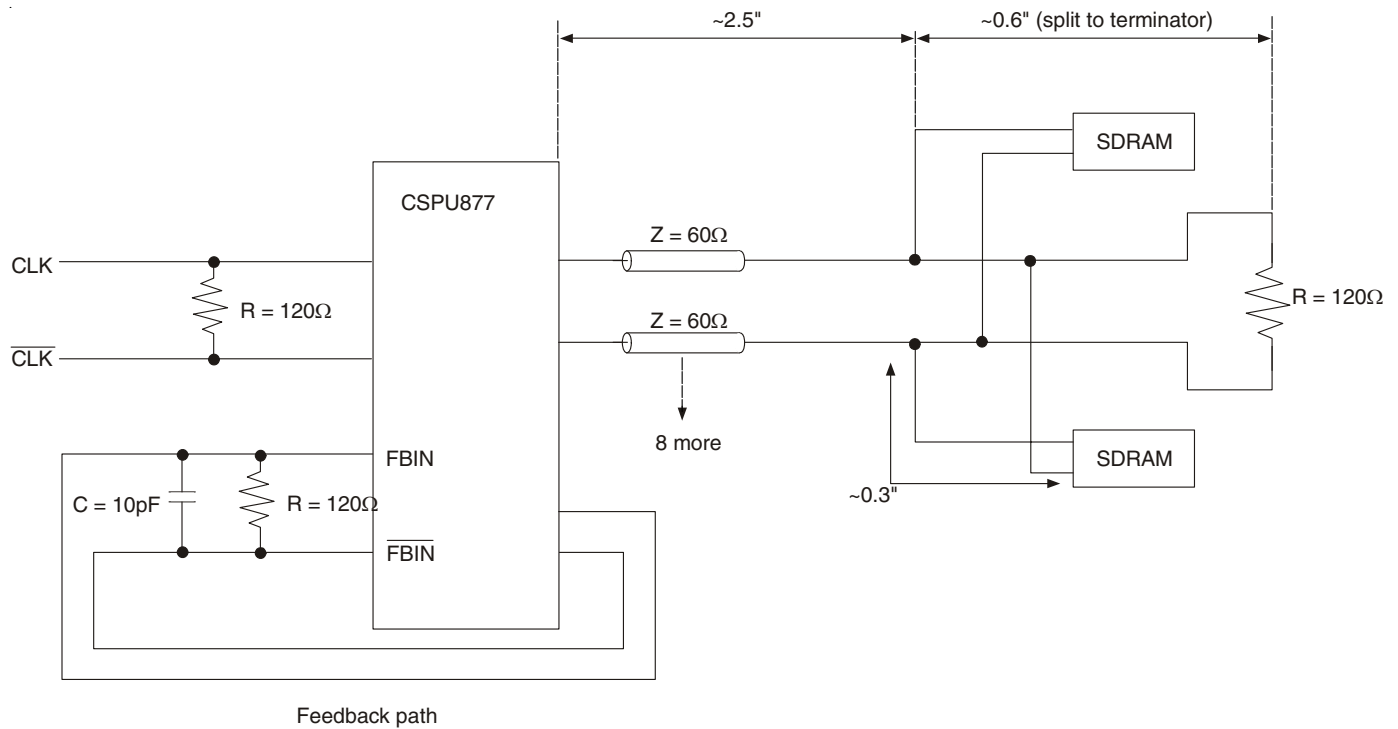 ~2.5"
~0.6" (split to terminator)
SDRAM
CSPU877
Z = 60Ω
CLK
R = 120Ω
R = 120Ω
Z = 60Ω
CLK
8 more
FBIN
SDRAM
C = 10pF
R = 120Ω
~0.3"
FBIN
Feedback path